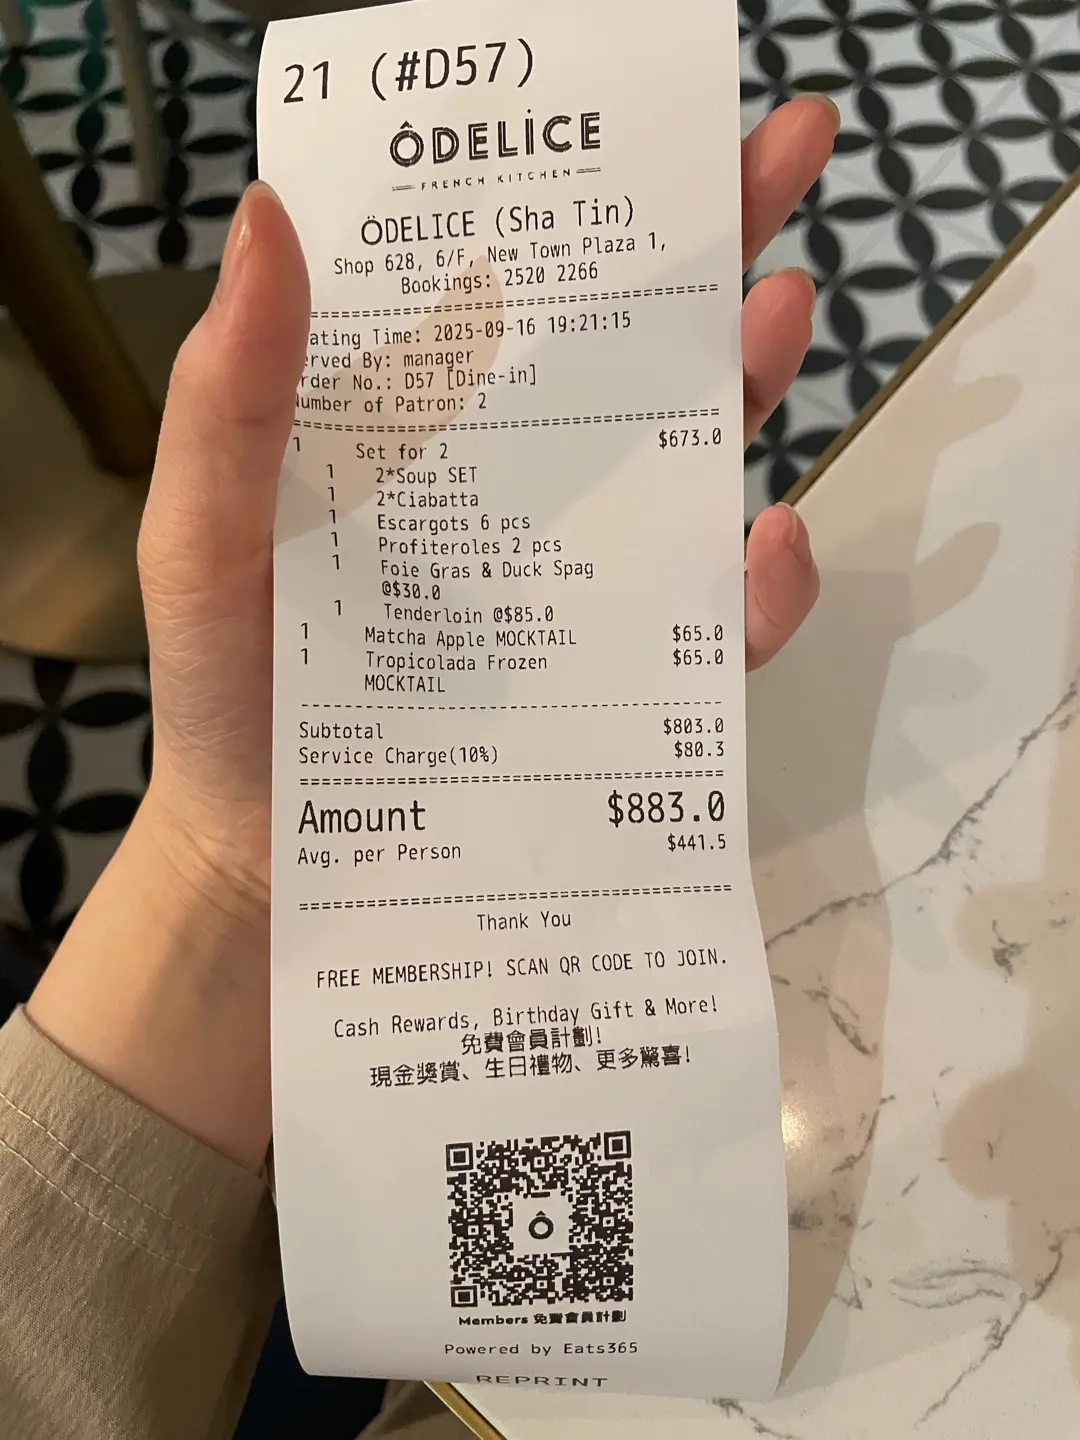 21 (#D57)
ÔDELİCE
FRENCH KITCHEN
ÖDELICE (Sha Tin)
Shop 628, 6/F, New Town Plaza 1,
Bookings: 2520 2266
ating Time: 2025-09-16 19:21:15
erved By: manager
rder No.: D57 [Dine-in]
umber of Patron: 2
1 Set for 2 $673.0
1 2*Soup SET
1 2*Ciabatta
1 Escargots 6 pcs
1 Profiteroles 2 pcs
1 Foie Gras & Duck Spag
@$30.0
1 Tenderloin @$85.0
1 Matcha Apple MOCKTAIL $65.0
1 Tropicolada Frozen $65.0
MOCKTAIL
Subtotal $803.0
Service Charge(10%) $80.3
Amount $883.0
Avg. per Person $441.5
Thank You
FREE MEMBERSHIP! SCAN QR CODE TO JOIN.
Cash Rewards, Birthday Gift & More!
免費會員計劃!
現金獎賞、生日禮物、更多驚喜!
Ô
Members 免費會員計劃
Powered by Eats365
REPRINT